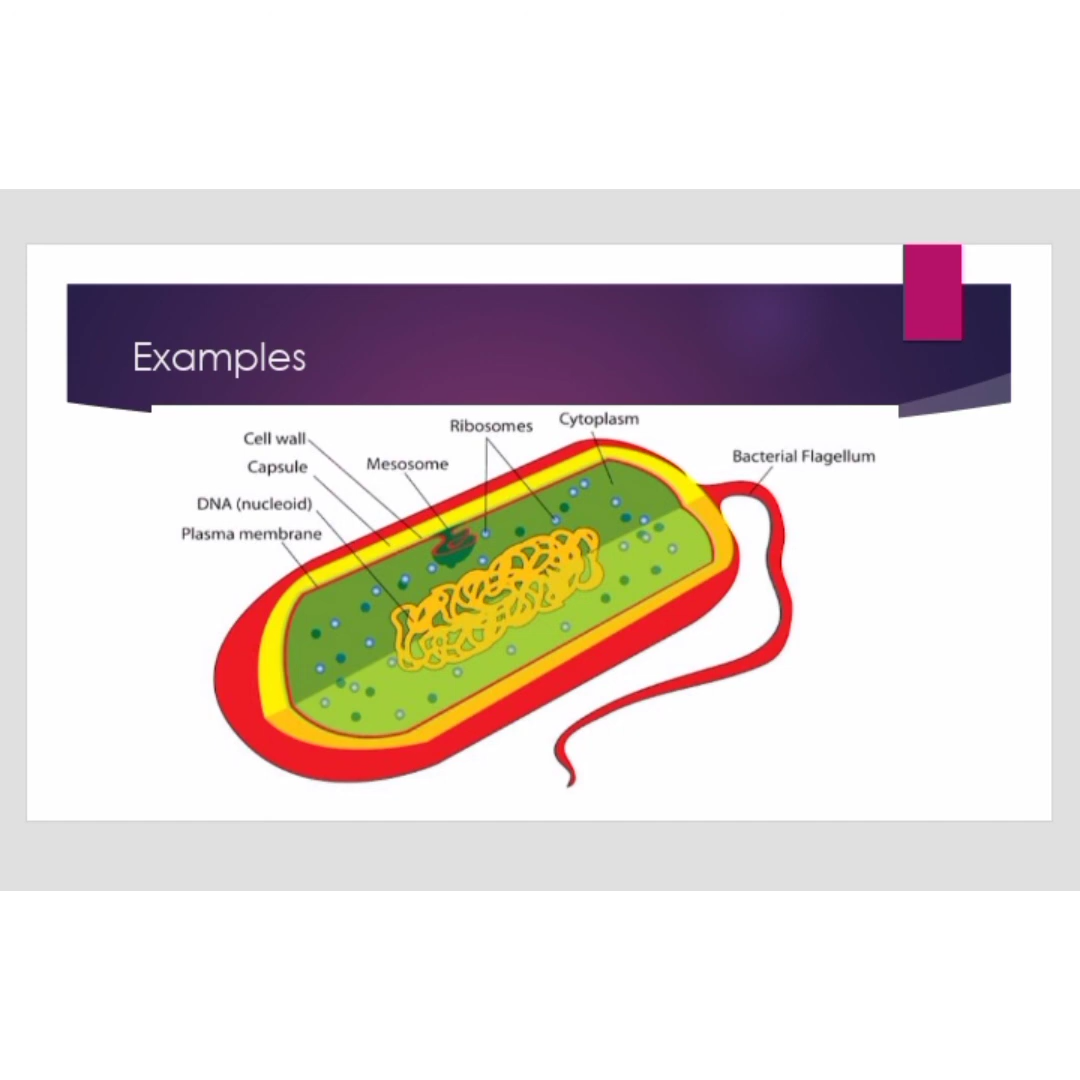 Examples
Cell wall
Capsule
DNA (nucleoid)
Plasma membrane
Mesosome
Ribosomes
Cytoplasm
Bacterial Flagellum